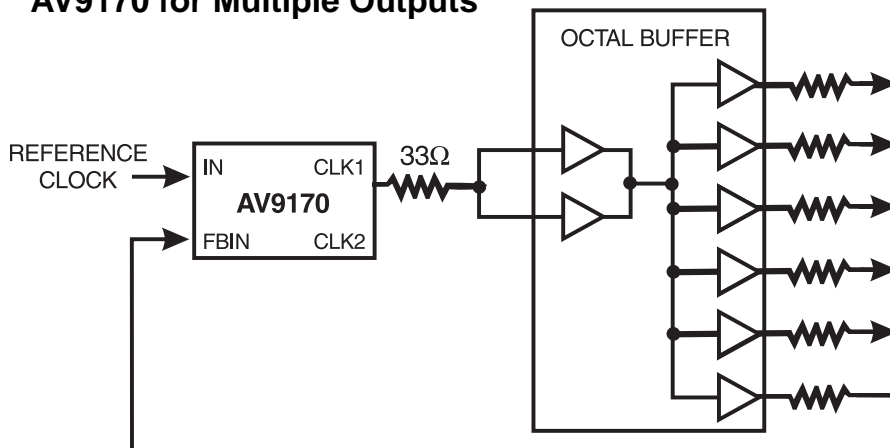 AV9170 for Multiple Outputs
OCTAL BUFFER
REFERENCE
CLOCK
IN
CLK1
33Ω
AV9170
FBIN
CLK2